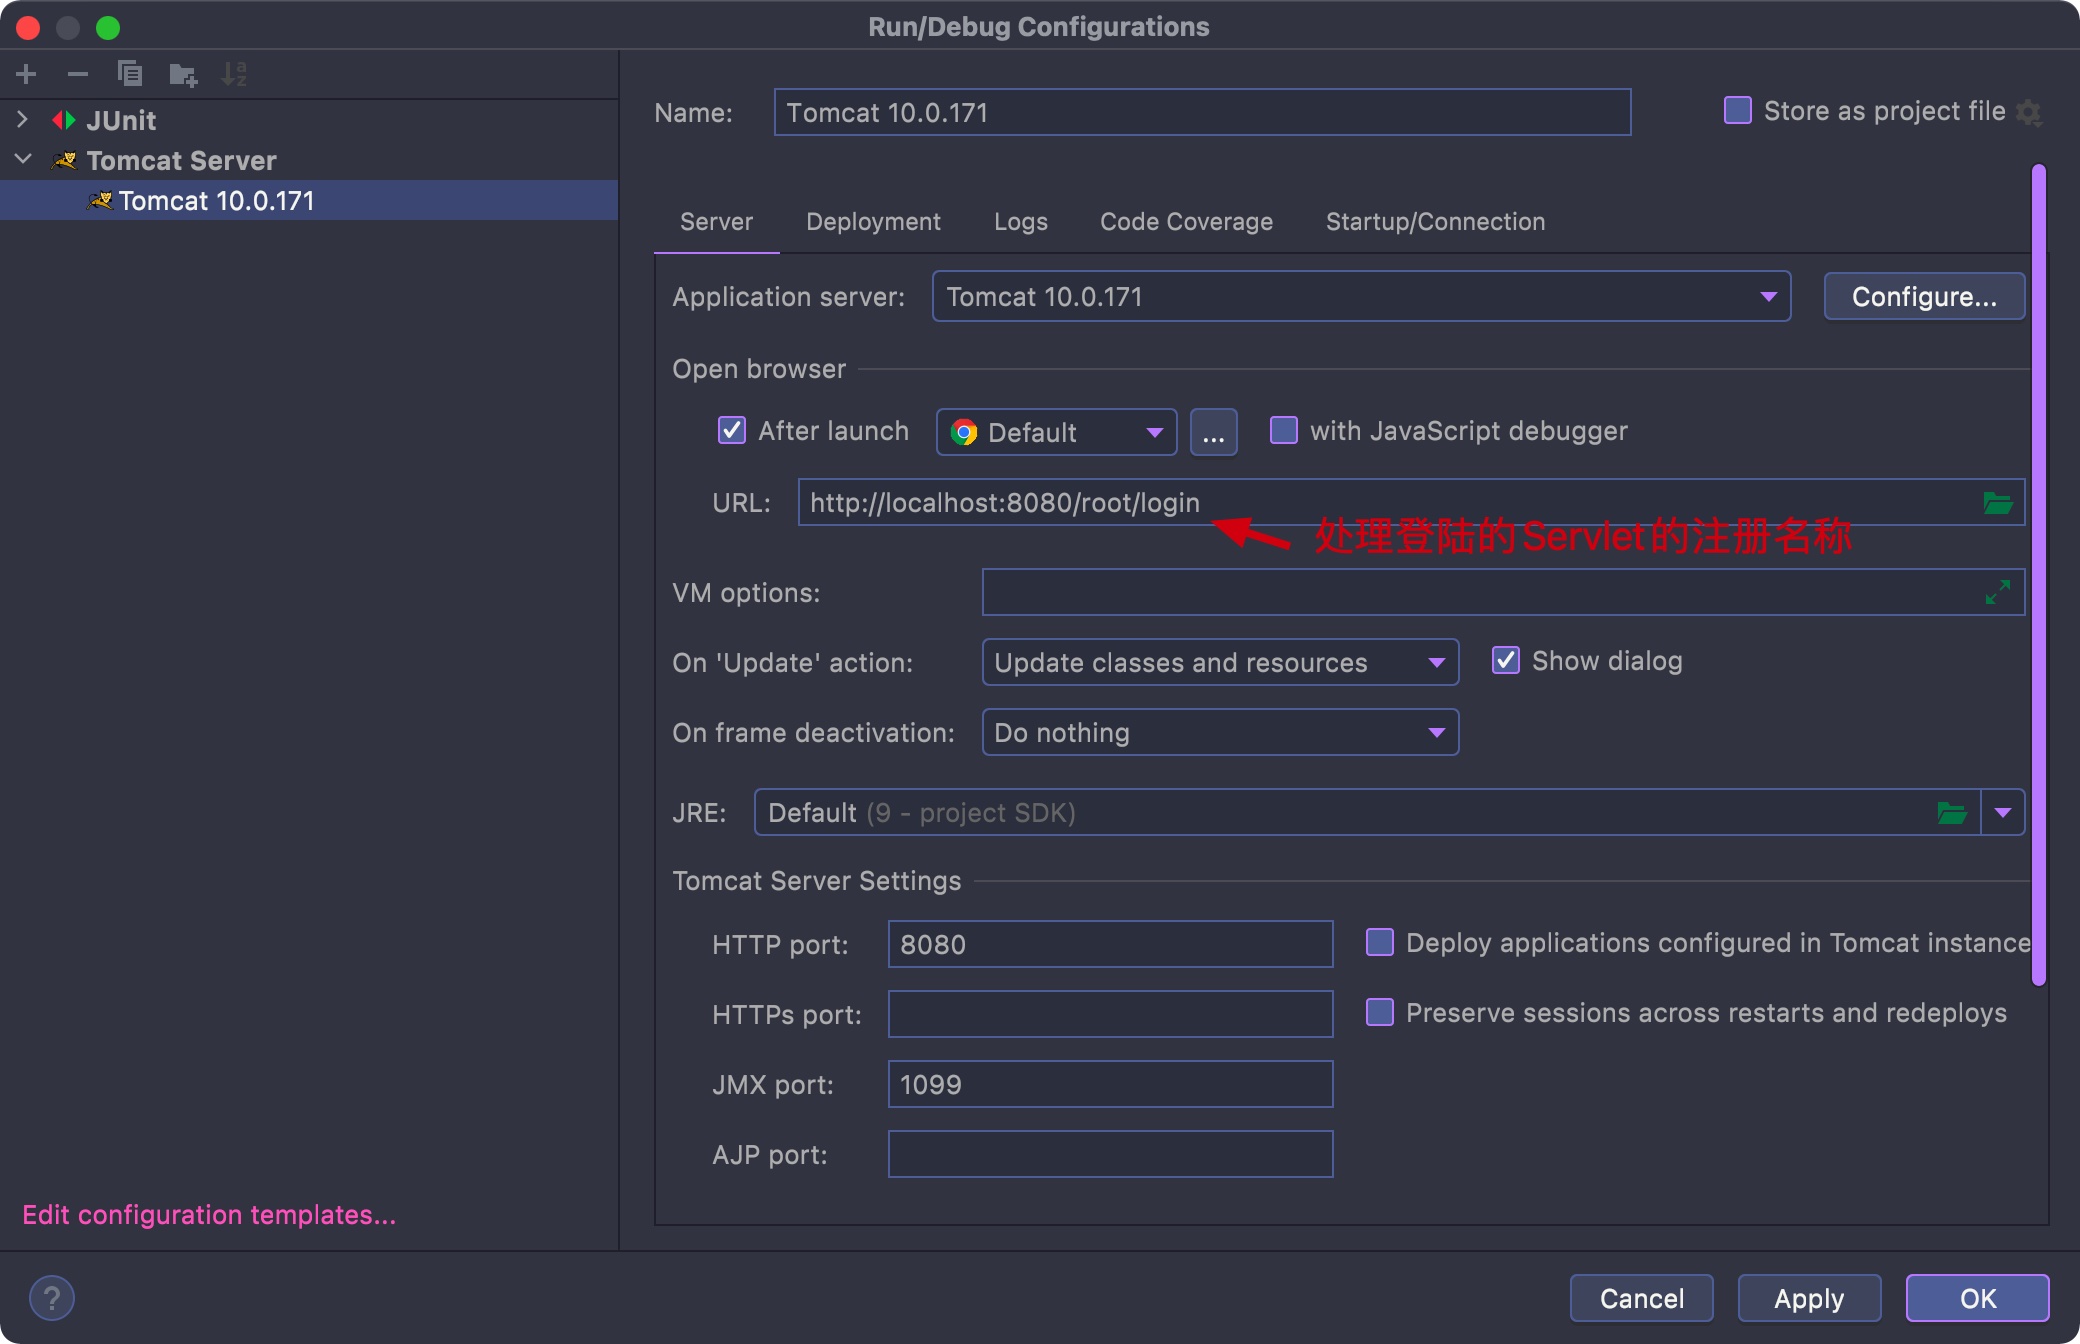 Run/Debug Configurations
JUnit
Tomcat Server
Tomcat 10.0.171
Edit configuration templates...
Name: Tomcat 10.0.171
Store as project file
Server Deployment Logs Code Coverage Startup/Connection
Application server: Tomcat 10.0.171 Configure...
Open browser
After launch Default ... with JavaScript debugger
URL: http://localhost:8080/root/login
处理登陆的Servlet的注册名称
VM options:
On 'Update' action: Update classes and resources Show dialog
On frame deactivation: Do nothing
JRE: Default (9 - project SDK)
Tomcat Server Settings
HTTP port: 8080 Deploy applications configured in Tomcat instance
HTTPs port: Preserve sessions across restarts and redeploys
JMX port: 1099
AJP port:
? Cancel Apply OK